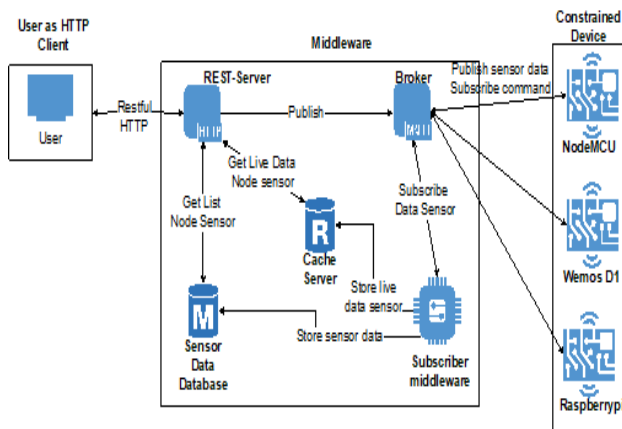 User as HTTP
Client
User
Restful
HTTP
Middleware
REST-Server
HTTP
Publish
Broker
MQTT
Get Live Data
Node sensor
Get List
Node Sensor
Subscribe
Data Sensor
R
Cache
Server
Store live
data sensor
M
Store sensor data
Sensor
Data
Database
Subscriber
middleware
Constrained
Device
Publish sensor data
Subscribe command
NodeMCU
Wemos D1
Raspberrypi